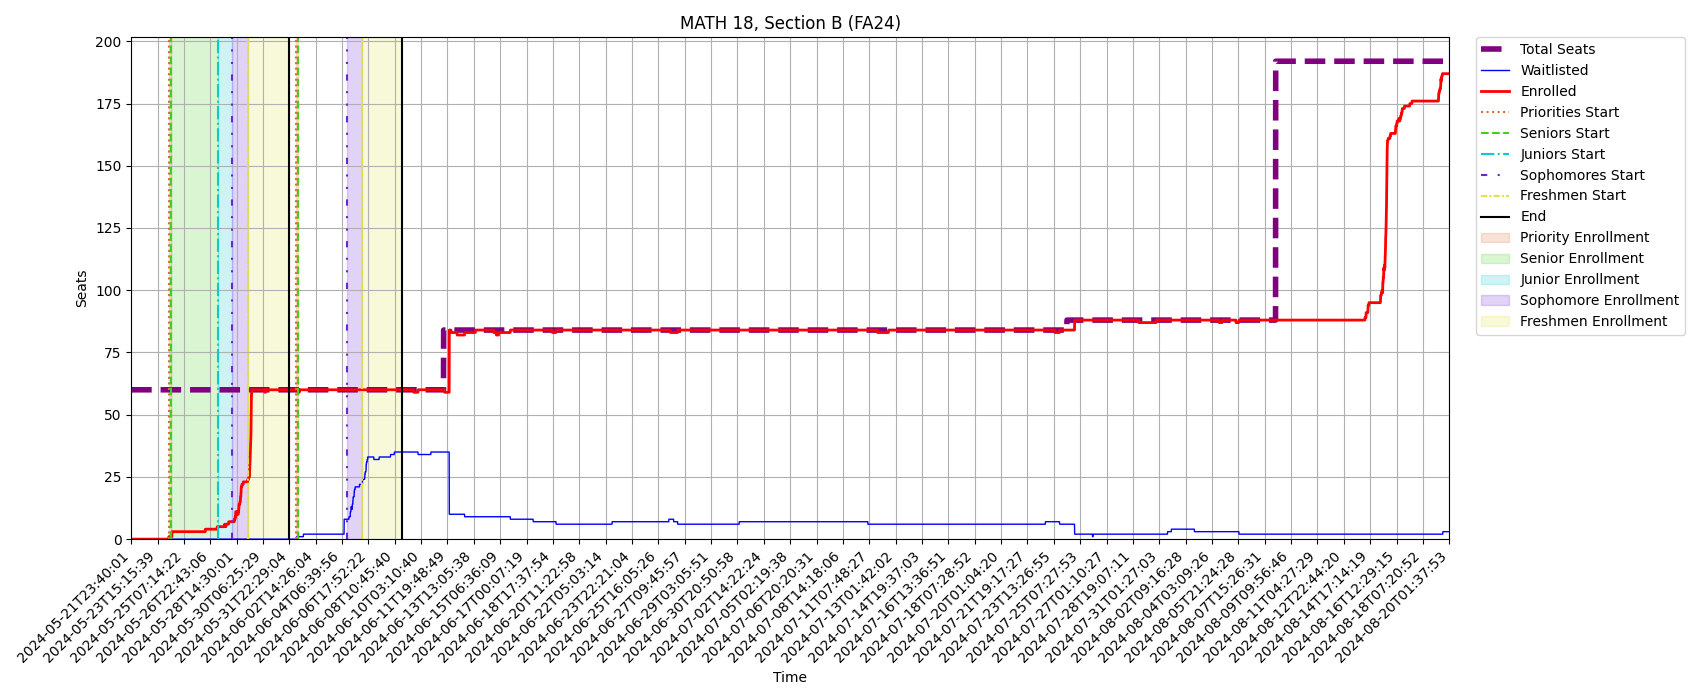 MATH 18, Section B (FA24)
200
175
150
125
100
75
50
25
0
Seats
2024-05-21T23:40:01
2024-05-23T15:15:39
2024-05-25T07:14:22
2024-05-26T22:43:06
2024-05-28T14:30:01
2024-05-30T06:25:29
2024-05-31T22:29:04
2024-06-02T14:26:04
2024-06-04T06:39:56
2024-06-06T17:52:22
2024-06-08T10:45:40
2024-06-10T03:10:40
2024-06-11T19:48:49
2024-06-13T13:05:38
2024-06-15T06:36:09
2024-06-17T00:07:19
2024-06-18T17:37:54
2024-06-20T11:22:58
2024-06-22T05:03:14
2024-06-23T22:21:04
2024-06-25T16:05:26
2024-06-27T09:45:57
2024-06-29T03:05:51
2024-06-30T20:50:58
2024-07-02T14:22:24
2024-07-05T02:19:38
2024-07-06T20:20:31
2024-07-08T14:18:06
2024-07-11T07:48:27
2024-07-13T01:42:02
2024-07-14T19:37:03
2024-07-16T13:36:51
2024-07-18T07:28:52
2024-07-20T01:04:20
2024-07-21T19:17:27
2024-07-23T13:26:55
2024-07-25T07:27:53
2024-07-27T01:10:27
2024-07-28T19:07:11
2024-07-31T01:27:03
2024-08-02T09:16:28
2024-08-04T03:09:26
2024-08-05T21:24:28
2024-08-07T15:26:31
2024-08-09T09:56:46
2024-08-11T04:27:29
2024-08-12T22:44:20
2024-08-14T17:14:19
2024-08-16T12:29:15
2024-08-18T07:20:52
2024-08-20T01:37:53
Time
Total Seats
Waitlisted
Enrolled
Priorities Start
Seniors Start
Juniors Start
Sophomores Start
Freshmen Start
End
Priority Enrollment
Senior Enrollment
Junior Enrollment
Sophomore Enrollment
Freshmen Enrollment